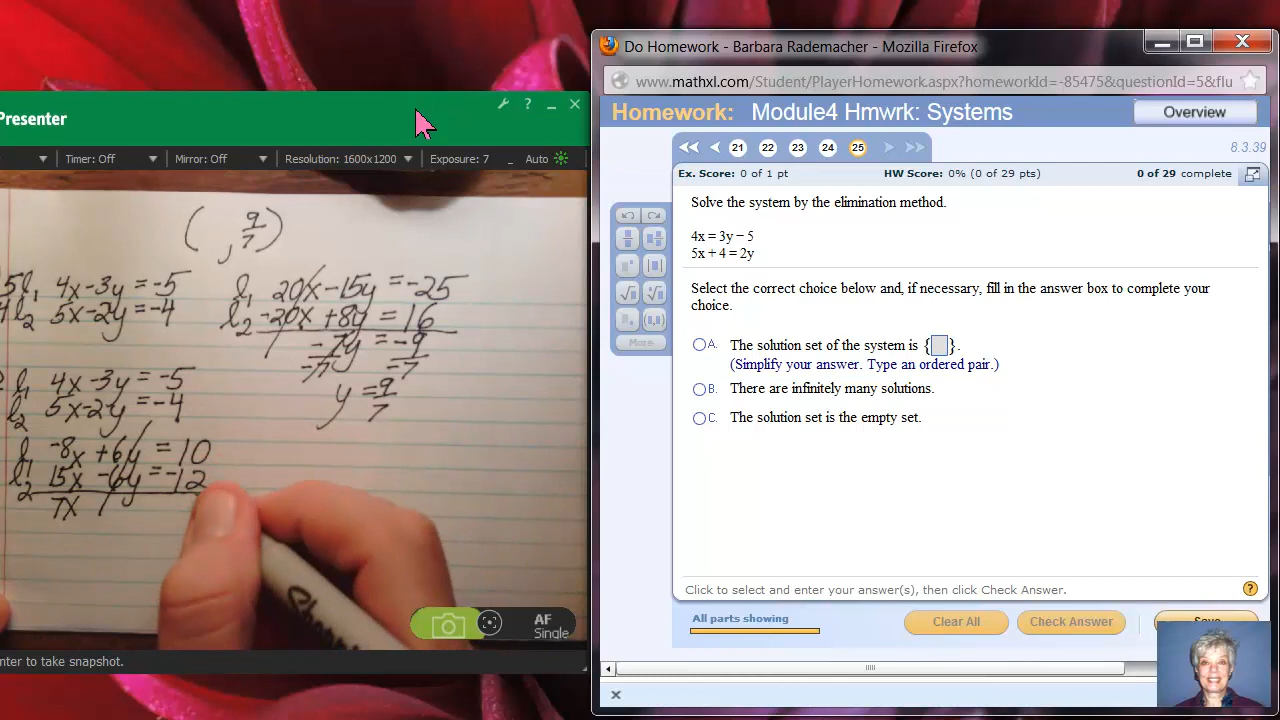 Do Homework - Barbara Rademacher - Mozilla Firefox
www.mathxl.com/Student/PlayerHomework.aspx?homeworkId=-85475&questionId=5&flu
Homework: Module4 Hmwrk: Systems
Overview
21 22 23 24 25
8.3.39
Ex. Score: 0 of 1 pt
HW Score: 0% (0 of 29 pts)
0 of 29 complete
Solve the system by the elimination method.
4x = 3y − 5
5x + 4 = 2y
Select the correct choice below and, if necessary, fill in the answer box to complete your
choice.
A. The solution set of the system is { }.
(Simplify your answer. Type an ordered pair.)
B. There are infinitely many solutions.
C. The solution set is the empty set.
More
Click to select and enter your answer(s), then click Check Answer.
All parts showing
Clear All
Check Answer
Save
Presenter
Timer: Off
Mirror: Off
Resolution: 1600x1200
Exposure: 7
Auto
( , 9/7)
5l1 4x-3y = -5
4l2 5x-2y = -4
l1 20x -15y = -25
l2 -20x +8y = 16
-7y = -9
-7 -7
y = 9/7
l1 4x-3y = -5
l2 5x-2y = -4
l1 -8x +6y = 10
l2 15x -6y = -12
7x
AF
Single
nter to take snapshot.